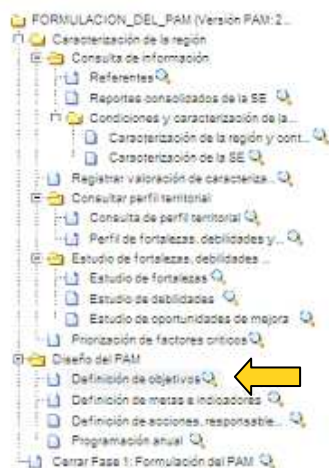 FORMULACION_DEL_PAM (Versión PAM: 2...
Caracterización de la región
Consulta de información
Referentes
Reportes consolidados de la SE
Condiciones y caracterización de la...
Caracterización de la región y cont...
Caracterización de la SE
Registrar valoración de caracteriza...
Consultar perfil territorial
Consulta de perfil territorial
Perfil de fortalezas, debilidades y...
Estudio de fortalezas, debilidades ...
Estudio de fortalezas
Estudio de debilidades
Estudio de oportunidades de mejora
Priorización de factores críticos
Diseño del PAM
Definición de objetivos
Definición de metas e indicadores
Definición de acciones, responsable...
Programación anual
Cerrar Fase 1: Formulación del PAM